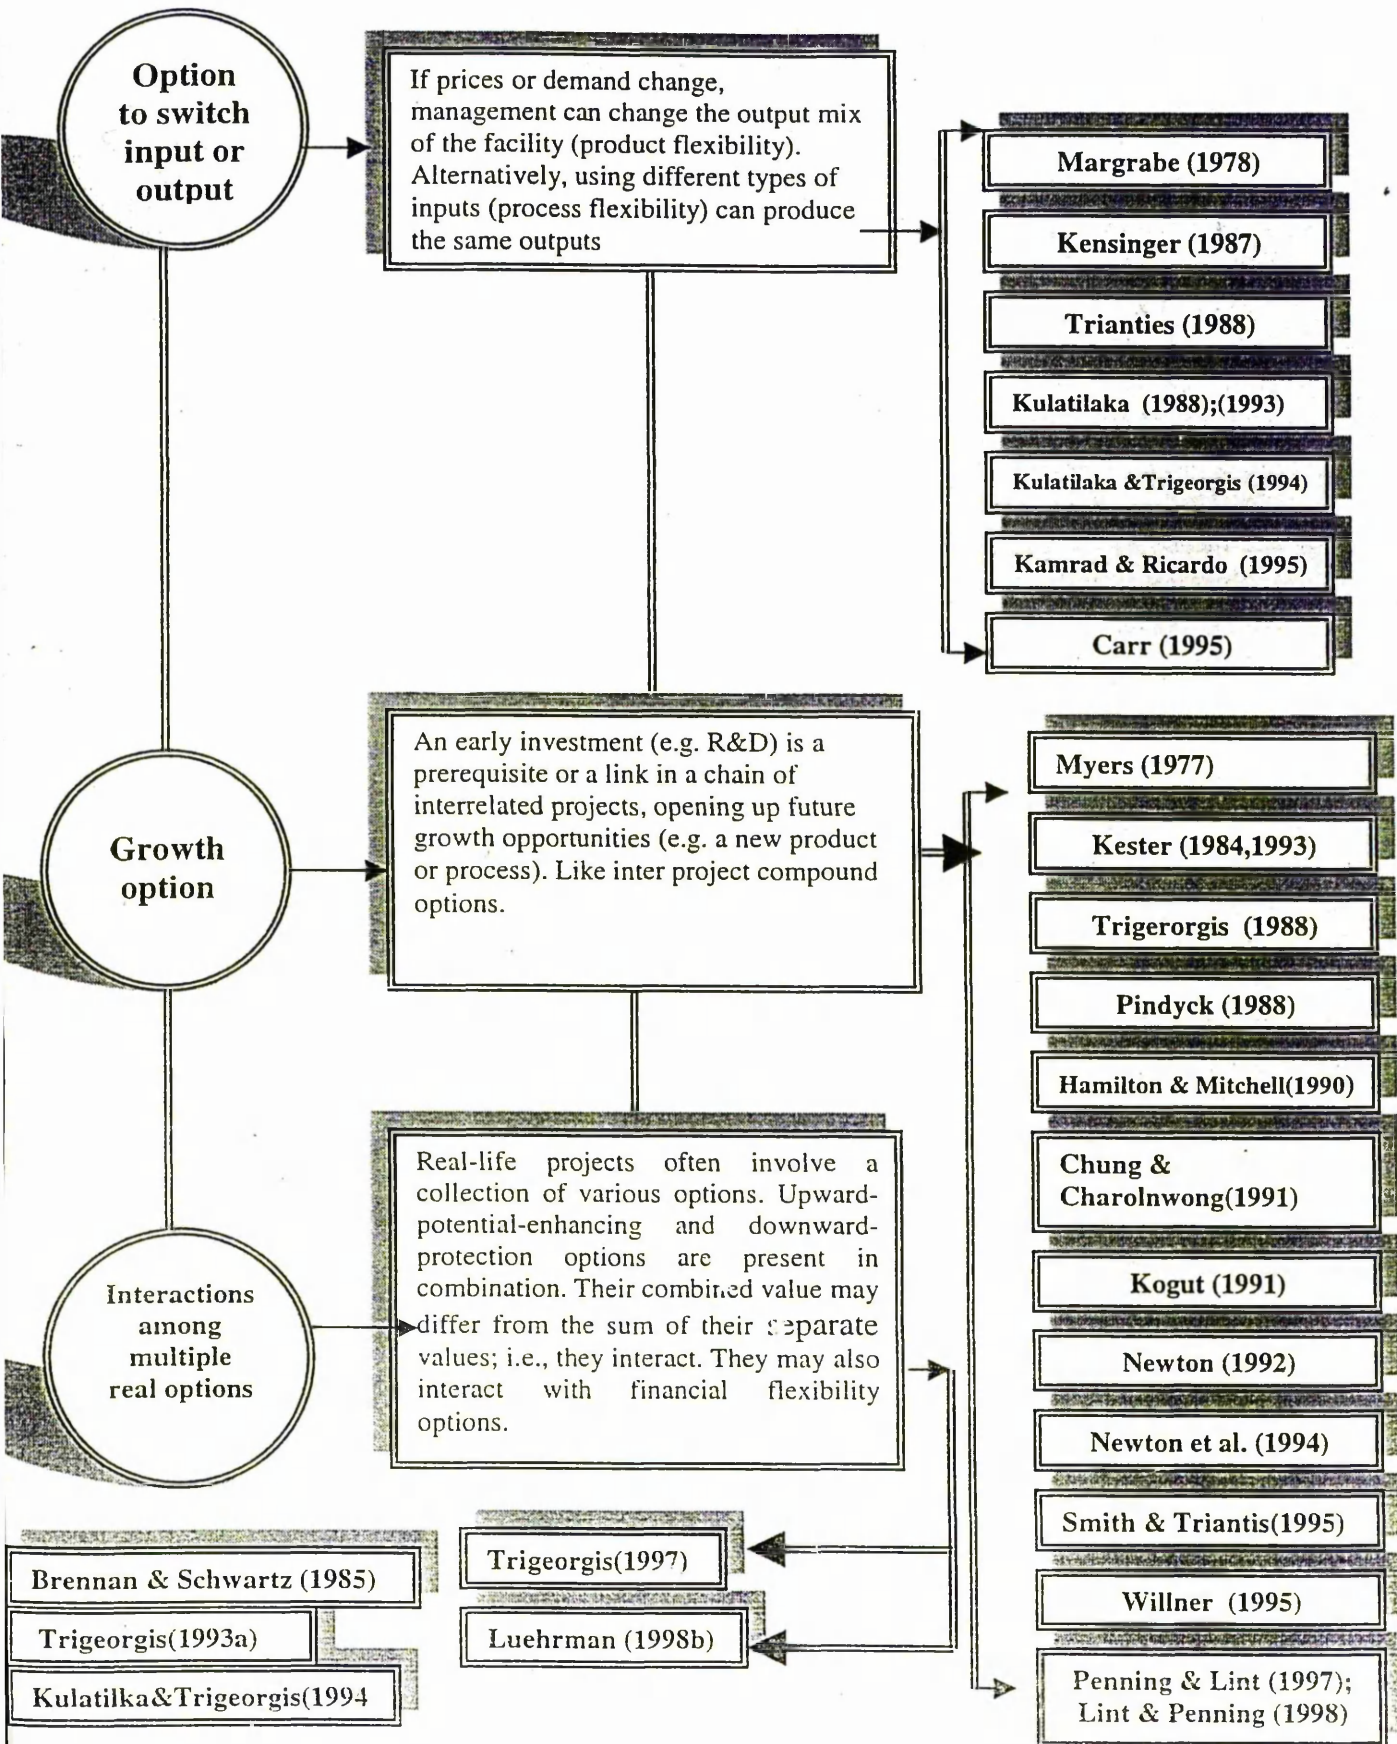 Option
to switch
input or
output
If prices or demand change,
management can change the output mix
of the facility (product flexibility).
Alternatively, using different types of
inputs (process flexibility) can produce
the same outputs
Margrabe (1978)
Kensinger (1987)
Trianties (1988)
Kulatilaka (1988);(1993)
Kulatilaka &Trigeorgis (1994)
Kamrad & Ricardo (1995)
Carr (1995)
Growth
option
An early investment (e.g. R&D) is a
prerequisite or a link in a chain of
interrelated projects, opening up future
growth opportunities (e.g. a new product
or process). Like inter project compound
options.
Myers (1977)
Kester (1984,1993)
Trigerorgis (1988)
Pindyck (1988)
Hamilton & Mitchell(1990)
Chung &
Charolnwong(1991)
Kogut (1991)
Newton (1992)
Newton et al. (1994)
Smith & Triantis(1995)
Willner (1995)
Penning & Lint (1997);
Lint & Penning (1998)
Interactions
among
multiple
real options
Real-life projects often involve a
collection of various options. Upward-
potential-enhancing and downward-
protection options are present in
combination. Their combined value may
differ from the sum of their separate
values; i.e., they interact. They may also
interact with financial flexibility
options.
Trigeorgis(1997)
Luehrman (1998b)
Brennan & Schwartz (1985)
Trigeorgis(1993a)
Kulatilka&Trigeorgis(1994